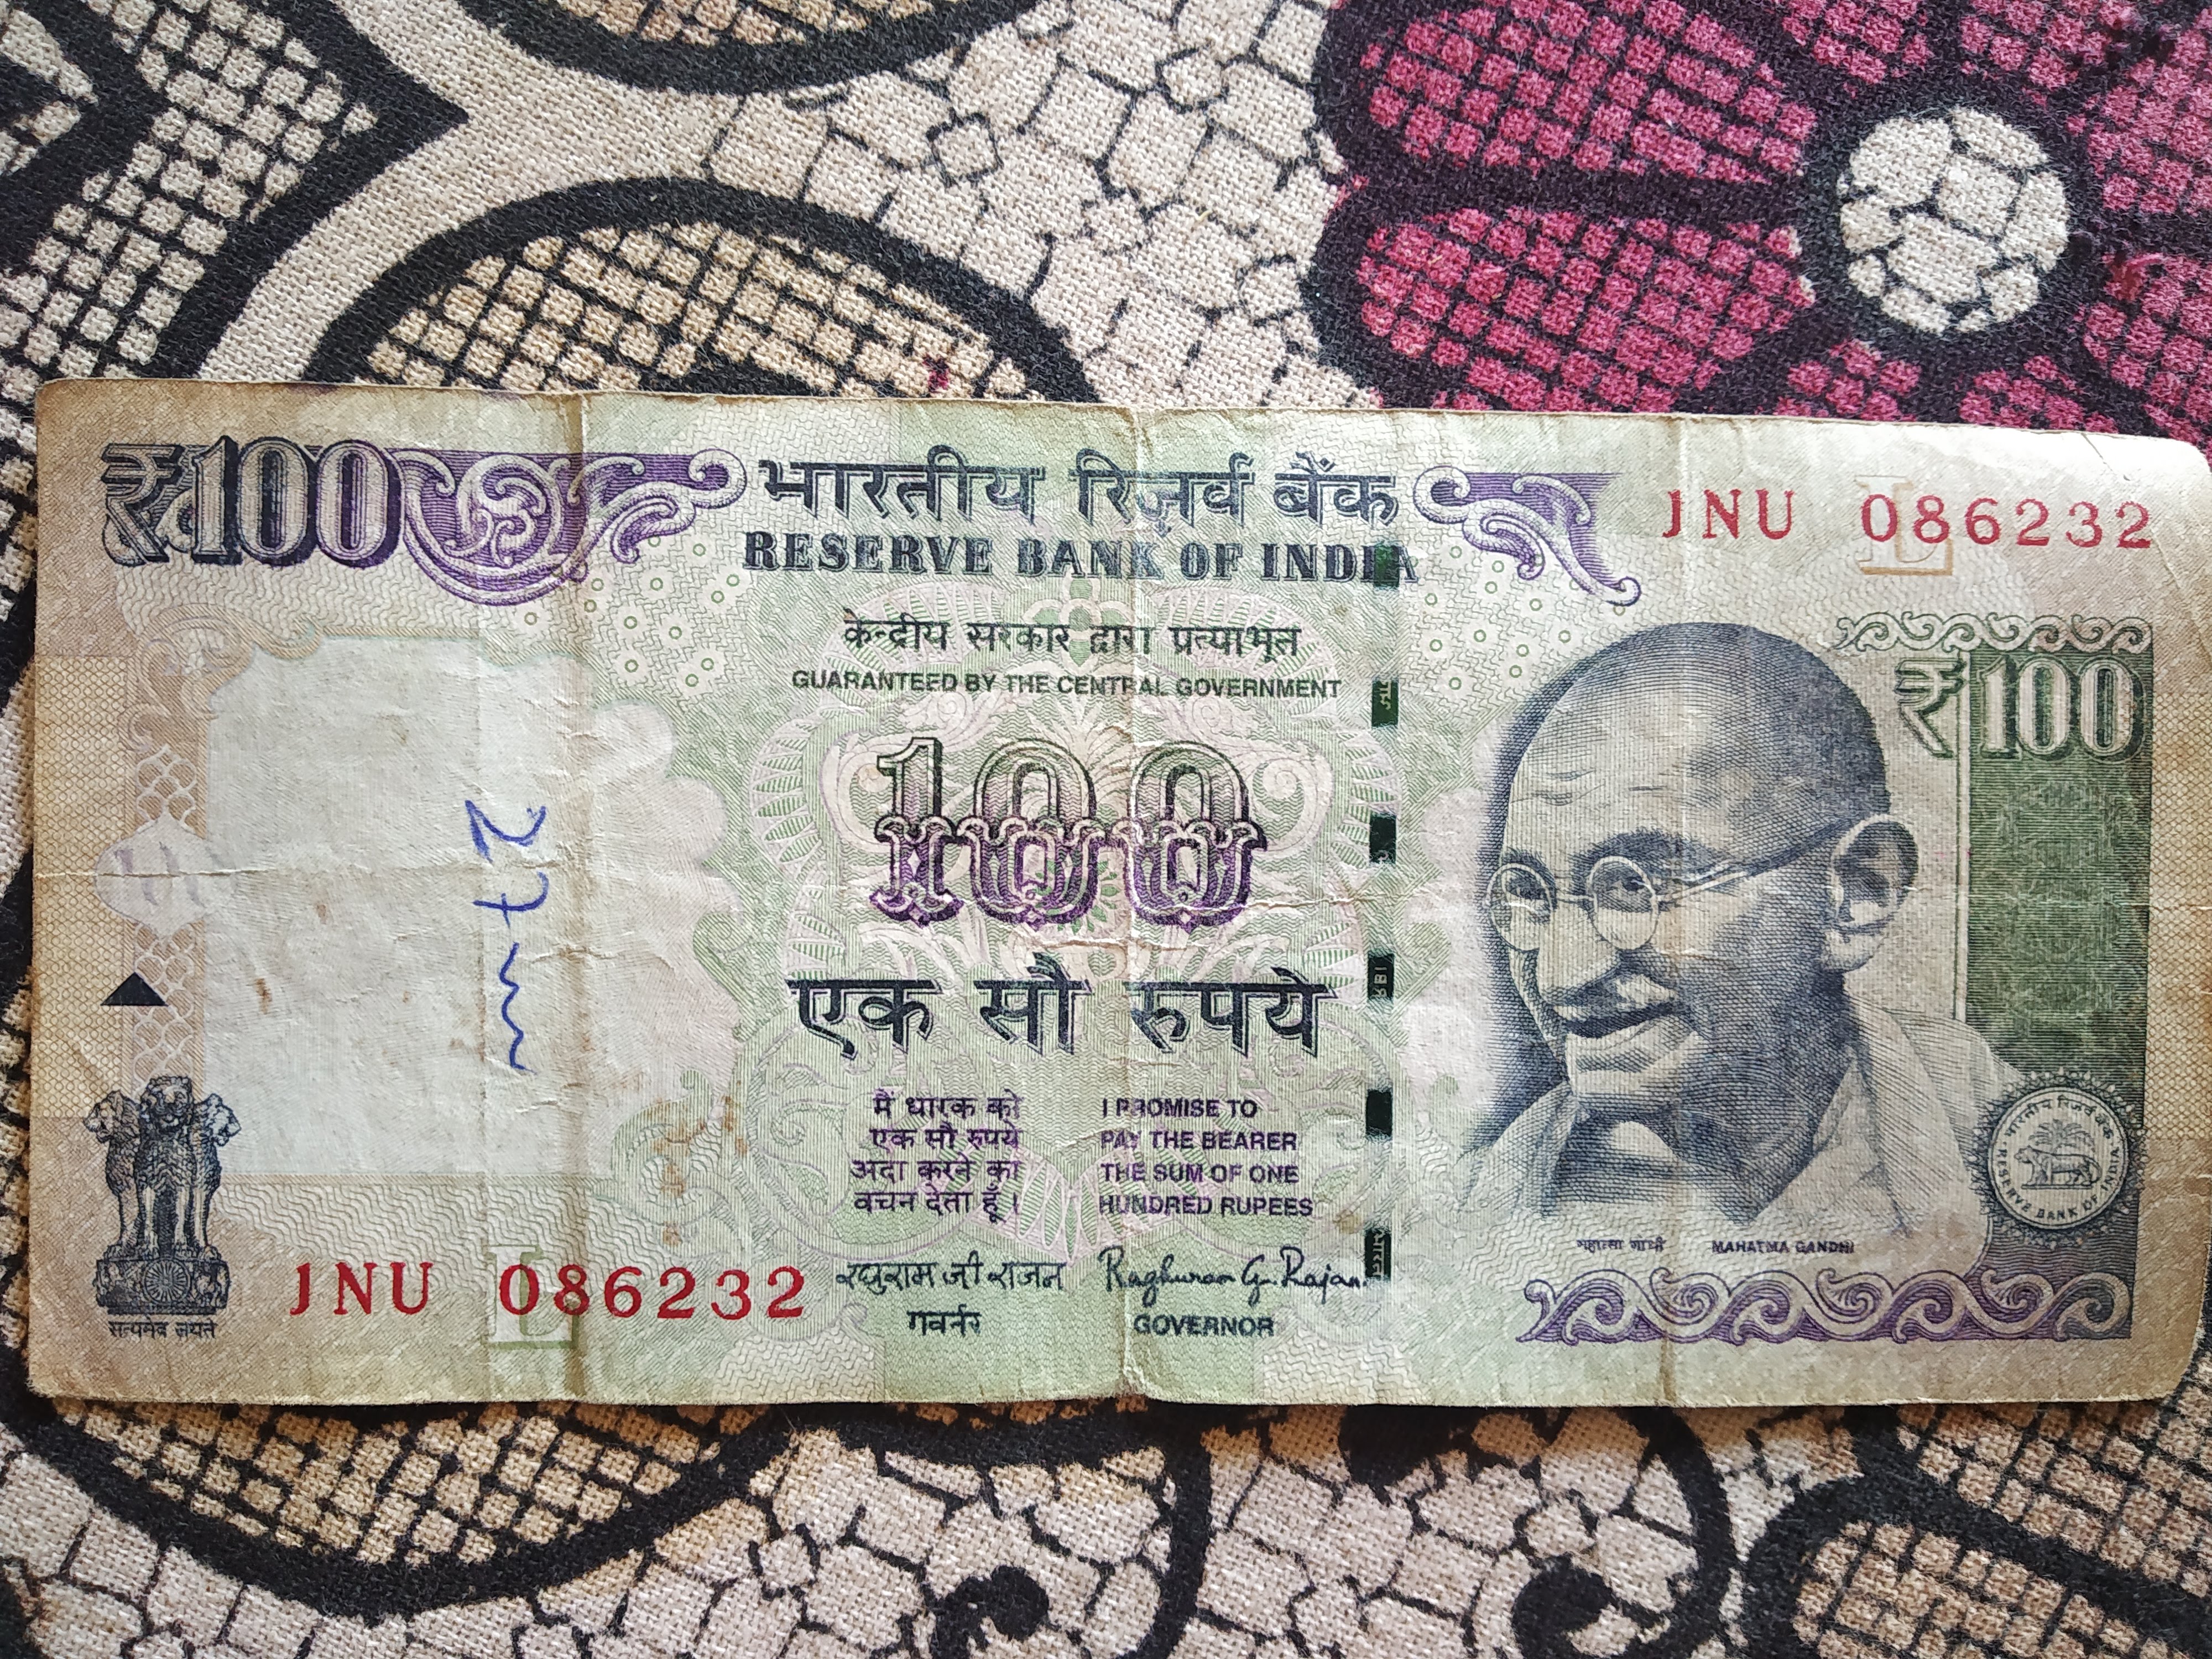 ₹100
भारतीय रिज़र्व बैंक
RESERVE BANK OF INDIA
JNU 086232
केन्द्रीय सरकार द्वारा प्रत्याभूत
GUARANTEED BY THE CENTRAL GOVERNMENT
₹100
100
एक सौ रुपये
मैं धारक को
एक सौ रुपये
अदा करने का
वचन देता हूँ।
I PROMISE TO
PAY THE BEARER
THE SUM OF ONE
HUNDRED RUPEES
रघुराम जी राजन
गवर्नर
Raghuram G. Rajan
GOVERNOR
महात्मा गांधी MAHATMA GANDHI
भारतीय रिज़र्व बैंक
RESERVE BANK OF INDIA
सत्यमेव जयते
JNU 086232
L
L
RBI
भारत